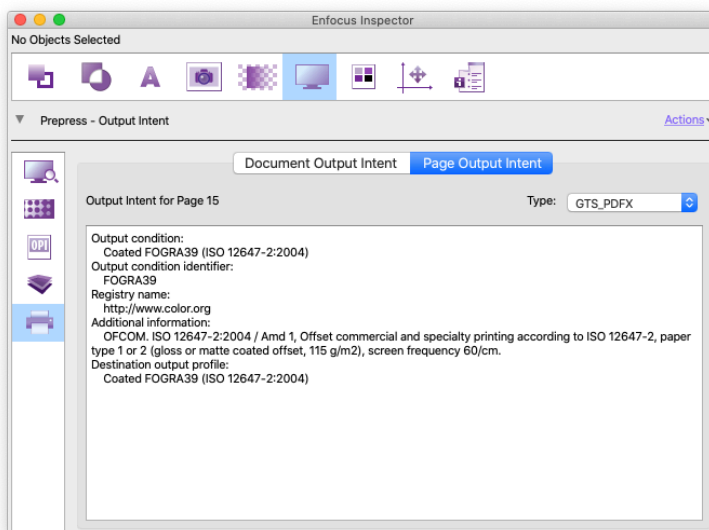 Enfocus Inspector
No Objects Selected
A
Prepress - Output Intent
Actions
Document Output Intent
Page Output Intent
Output Intent for Page 15
Type:
GTS_PDFX
OPI
Output condition:
Coated FOGRA39 (ISO 12647-2:2004)
Output condition identifier:
FOGRA39
Registry name:
http://www.color.org
Additional information:
OFCOM. ISO 12647-2:2004 / Amd 1, Offset commercial and specialty printing according to ISO 12647-2, paper
type 1 or 2 (gloss or matte coated offset, 115 g/m2), screen frequency 60/cm.
Destination output profile:
Coated FOGRA39 (ISO 12647-2:2004)